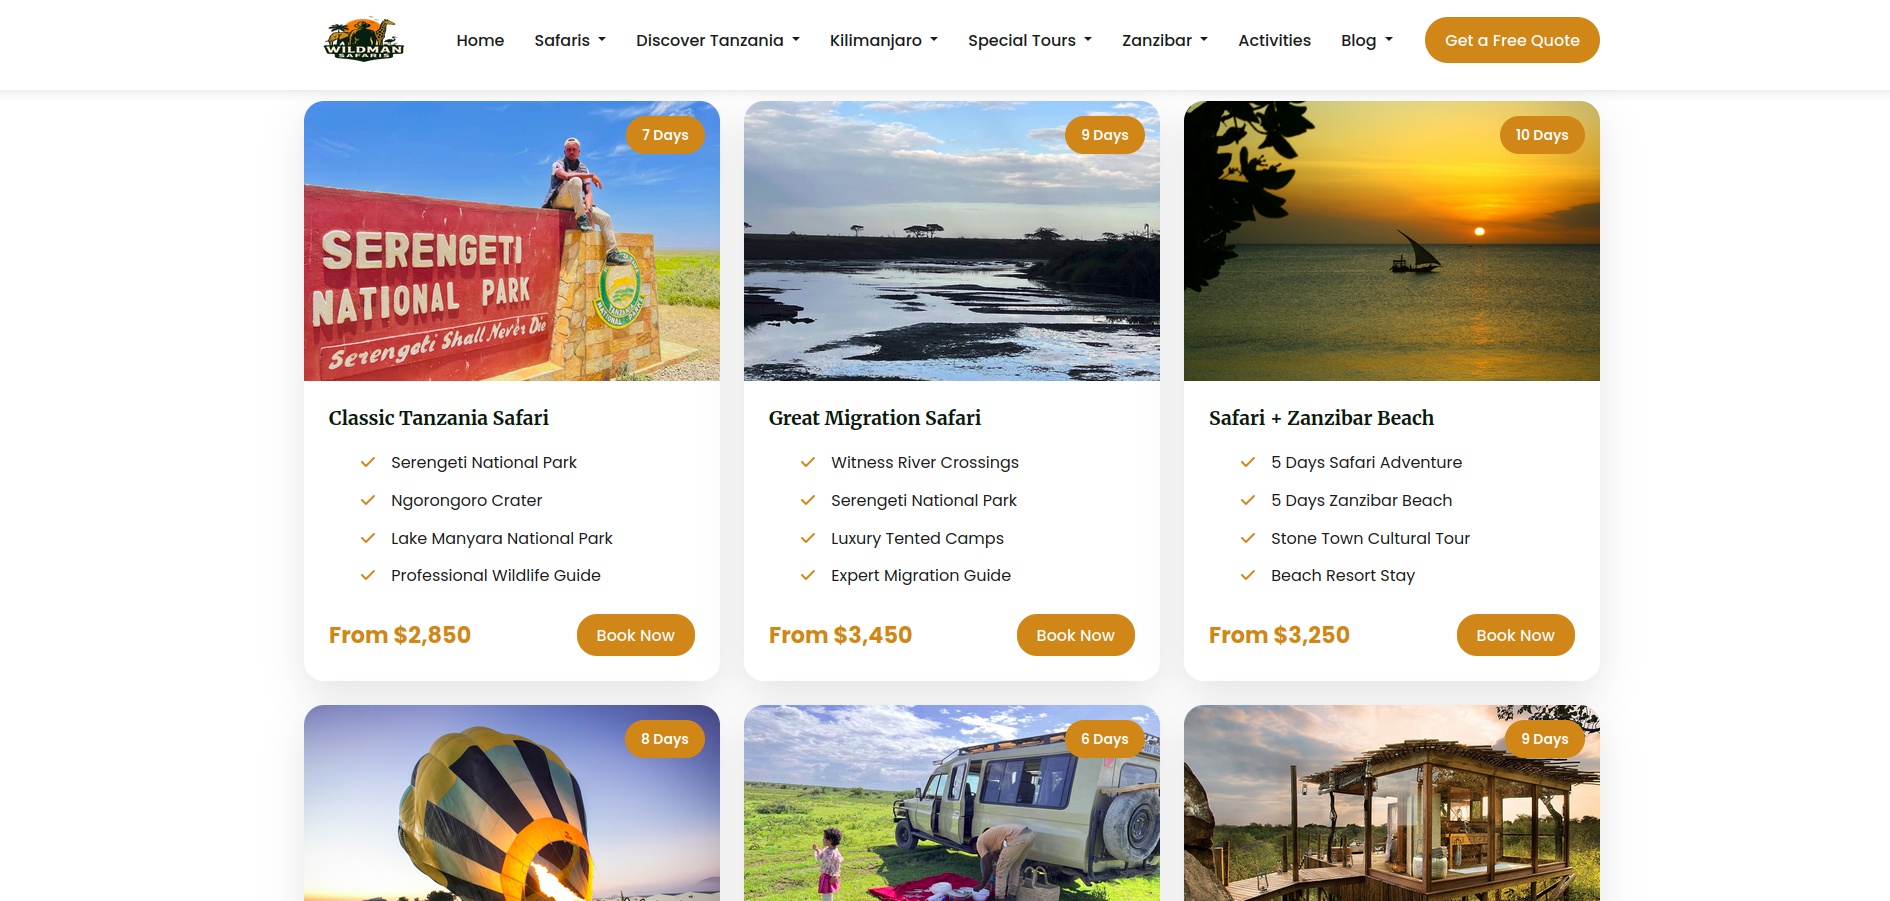 WILDMAN
SAFARIS
Home
Safaris
Discover Tanzania
Kilimanjaro
Special Tours
Zanzibar
Activities
Blog
Get a Free Quote
7 Days
SERENGETI
NATIONAL PARK
Serengeti Shall Never Die
TANZANIA
NATIONAL PARKS
9 Days
10 Days
Classic Tanzania Safari
Serengeti National Park
Ngorongoro Crater
Lake Manyara National Park
Professional Wildlife Guide
From $2,850
Book Now
Great Migration Safari
Witness River Crossings
Serengeti National Park
Luxury Tented Camps
Expert Migration Guide
From $3,450
Book Now
Safari + Zanzibar Beach
5 Days Safari Adventure
5 Days Zanzibar Beach
Stone Town Cultural Tour
Beach Resort Stay
From $3,250
Book Now
8 Days
6 Days
9 Days